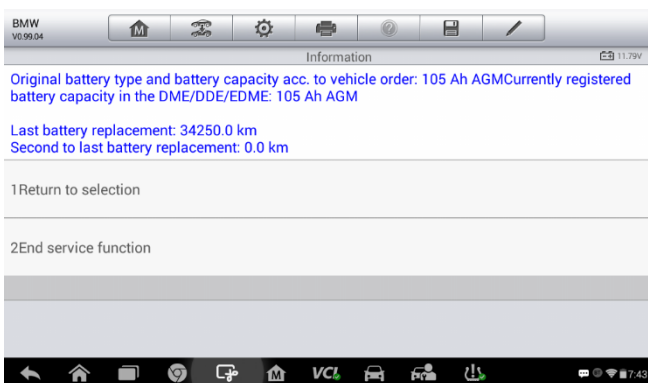 BMW
V0.99.04
M
?
Information
11.79V
Original battery type and battery capacity acc. to vehicle order: 105 Ah AGMCurrently registered
battery capacity in the DME/DDE/EDME: 105 Ah AGM
Last battery replacement: 34250.0 km
Second to last battery replacement: 0.0 km
1Return to selection
2End service function
M
VCI
7:43